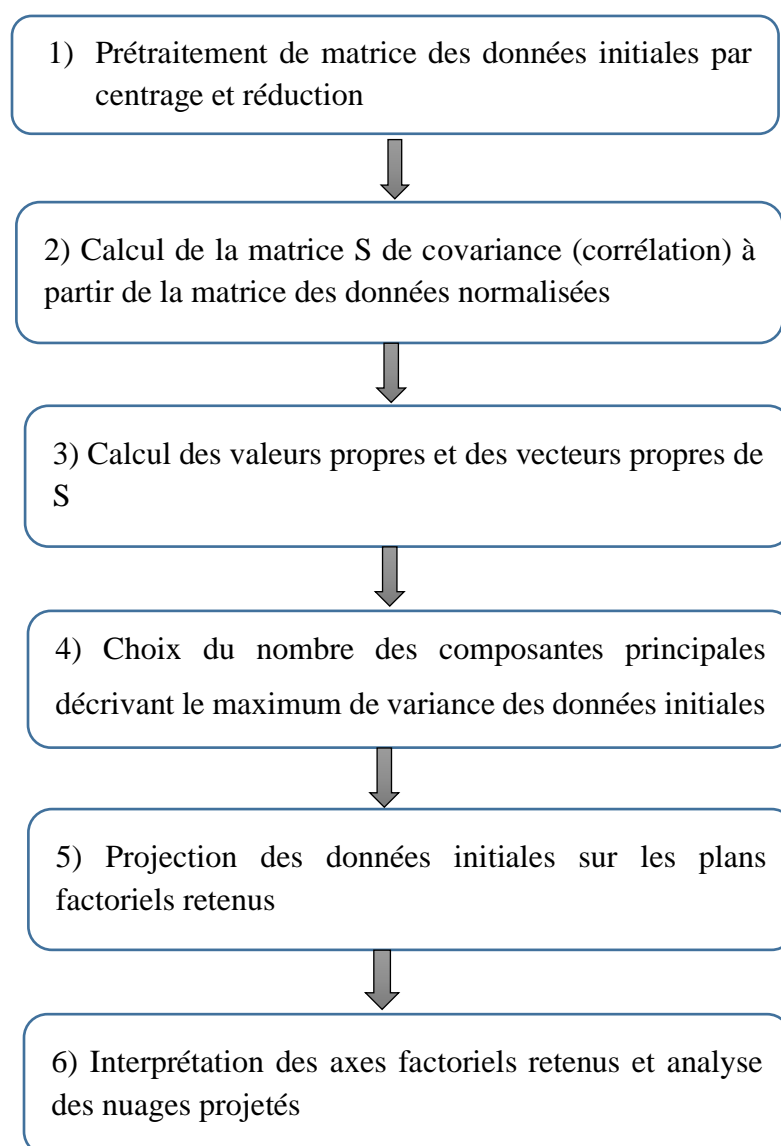 1) Prétraitement de matrice des données initiales par
centrage et réduction
2) Calcul de la matrice S de covariance (corrélation) à
partir de la matrice des données normalisées
3) Calcul des valeurs propres et des vecteurs propres de
S
4) Choix du nombre des composantes principales
décrivant le maximum de variance des données initiales
5) Projection des données initiales sur les plans
factoriels retenus
6) Interprétation des axes factoriels retenus et analyse
des nuages projetés